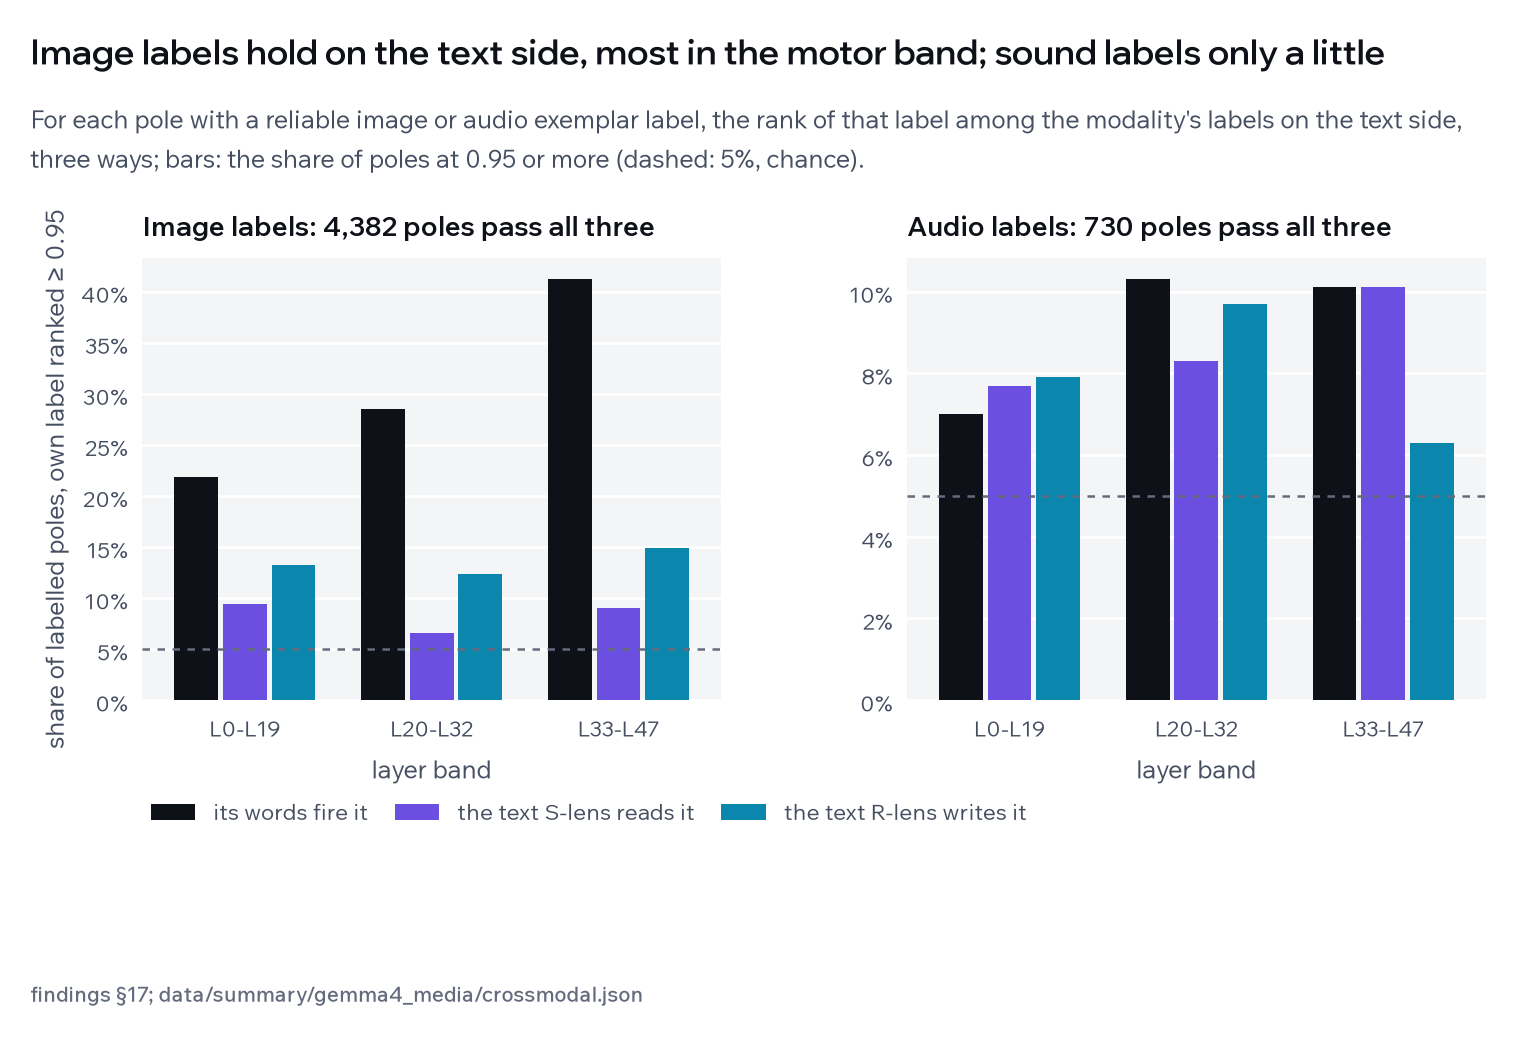 Image labels hold on the text side, most in the motor band; sound labels only a little
For each pole with a reliable image or audio exemplar label, the rank of that label among the modality's labels on the text side,
three ways; bars: the share of poles at 0.95 or more (dashed: 5%, chance).
share of labelled poles, own label ranked ≥ 0.95
Image labels: 4,382 poles pass all three
40%
35%
30%
25%
20%
15%
10%
5%
0%
L0-L19 L20-L32 L33-L47
layer band
Audio labels: 730 poles pass all three
10%
8%
6%
4%
2%
0%
L0-L19 L20-L32 L33-L47
layer band
its words fire it the text S-lens reads it the text R-lens writes it
findings §17; data/summary/gemma4_media/crossmodal.json